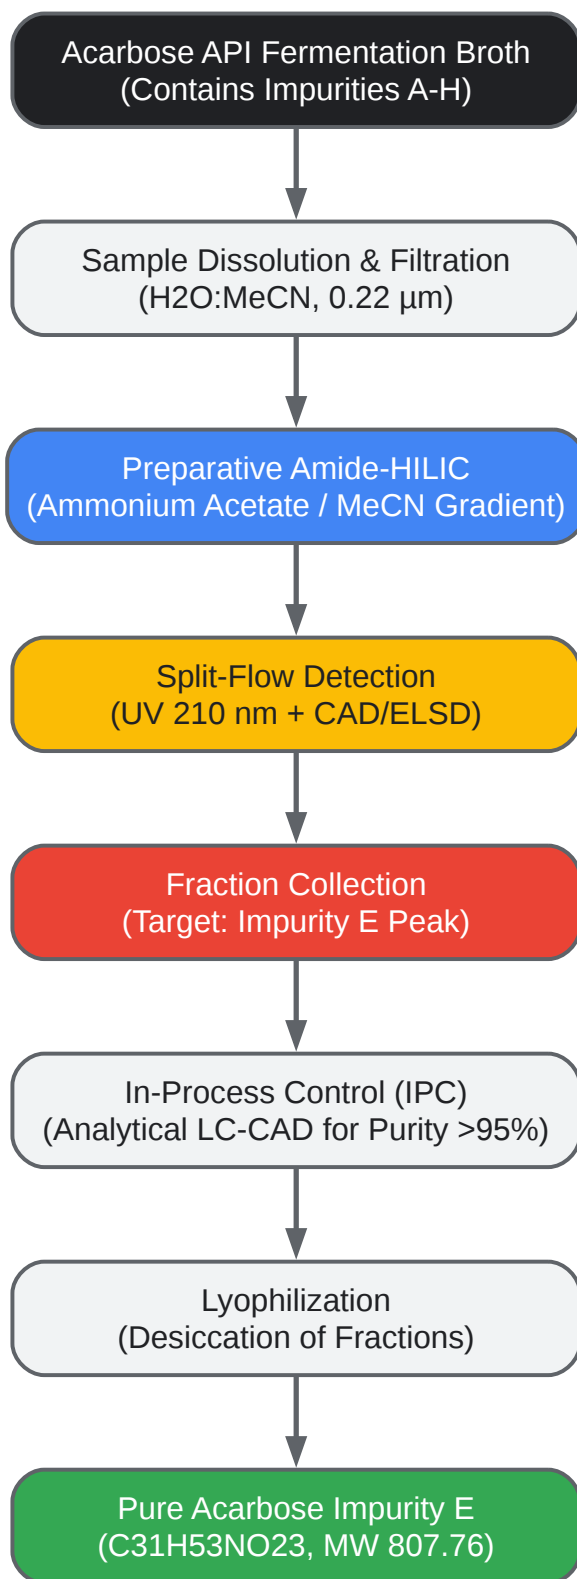 Acarbose API Fermentation Broth
(Contains Impurities A-H)
Sample Dissolution & Filtration
(H2O:MeCN, 0.22 µm)
Preparative Amide-HILIC
(Ammonium Acetate / MeCN Gradient)
Split-Flow Detection
(UV 210 nm + CAD/ELSD)
Fraction Collection
(Target: Impurity E Peak)
In-Process Control (IPC)
(Analytical LC-CAD for Purity >95%)
Lyophilization
(Desiccation of Fractions)
Pure Acarbose Impurity E
(C31H53NO23, MW 807.76)